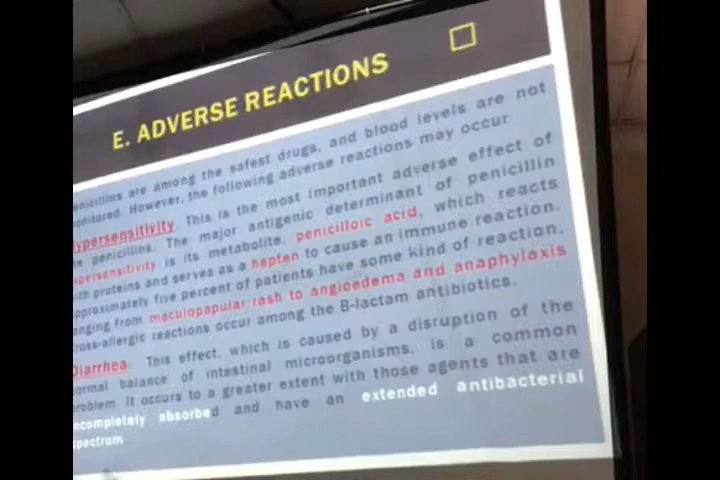 E. ADVERSE REACTIONS
enicillins are among the safest drugs, and blood levels are not
onitored. However, the following adverse reactions may occur
ypersensitivity. This is the most important adverse effect of
e penicillins. The major antigenic determinant of penicillin
persensitivity is its metabolite, penicilloic acid, which reacts
th proteins and serves as a hapten to cause an immune reaction.
pproximately five percent of patients have some kind of reaction,
anging from maculopapular rash to angioedema and anaphylaxis
ross-allergic reactions occur among the B-lactam antibiotics.
Diarrhea. This effect, which is caused by a disruption of the
ormal balance of intestinal microorganisms, is a common
roblem. It occurs to a greater extent with those agents that are
ncompletely absorbed and have an extended antibacterial
spectrum